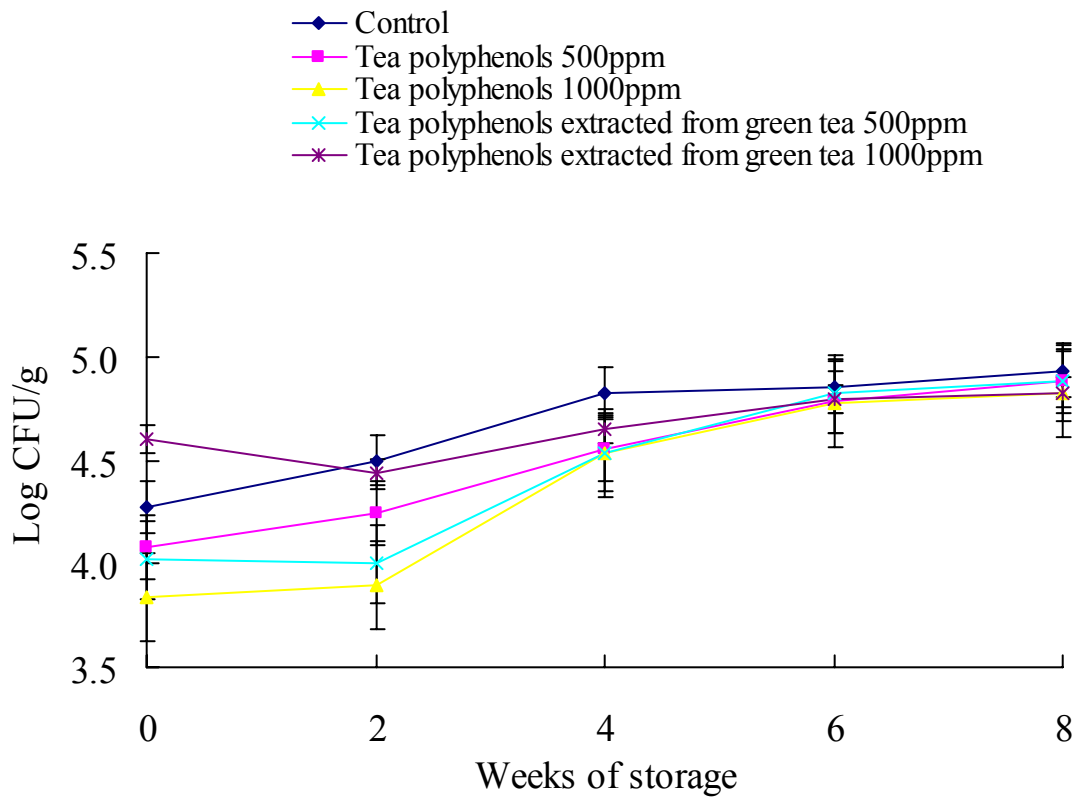 Control
Tea polyphenols 500ppm
Tea polyphenols 1000ppm
Tea polyphenols extracted from green tea 500ppm
Tea polyphenols extracted from green tea 1000ppm
5.5
5.0
4.5
4.0
3.5
Log CFU/g
0 2 4 6 8
Weeks of storage